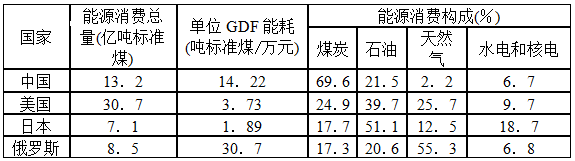 国家 能源消费总量(亿吨标准煤) 单位 GDF 能耗(吨标准煤/万元) 能源消费构成(%)
煤炭 石油 天然气 水电和核电
中国 13.2 14.22 69.6 21.5 2.2 6.7
美国 30.7 3.73 24.9 39.7 25.7 9.7
日本 7.1 1.89 17.7 51.1 12.5 18.7
俄罗斯 8.5 30.7 17.3 20.6 55.3 6.8